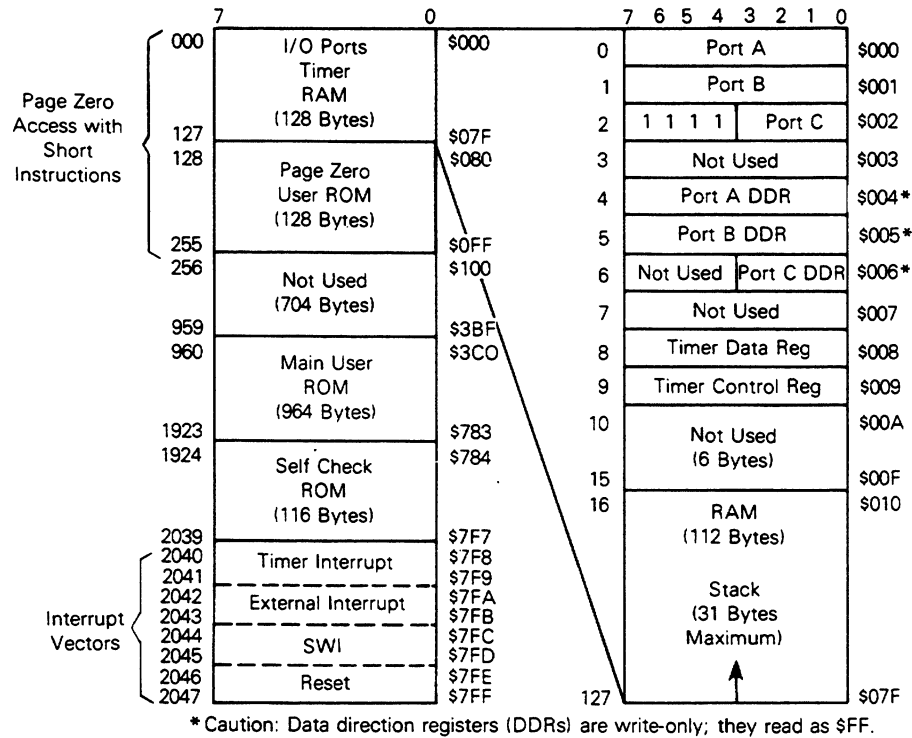 7 0
Page Zero
Access with
Short
Instructions
000
I/O Ports
Timer
RAM
(128 Bytes)
$000
127
$07F
128
Page Zero
User ROM
(128 Bytes)
$080
255
$0FF
256
Not Used
(704 Bytes)
$100
959
$3BF
960
Main User
ROM
(964 Bytes)
$3C0
1923
$783
1924
Self Check
ROM
(116 Bytes)
$784
2039
$7F7
Interrupt
Vectors
2040
Timer Interrupt
$7F8
2041
$7F9
2042
External Interrupt
$7FA
2043
$7FB
2044
SWI
$7FC
2045
$7FD
2046
Reset
$7FE
2047
$7FF
7 6 5 4 3 2 1 0
0 Port A $000
1 Port B $001
2 1 1 1 1 Port C $002
3 Not Used $003
4 Port A DDR $004*
5 Port B DDR $005*
6 Not Used Port C DDR $006*
7 Not Used $007
8 Timer Data Reg $008
9 Timer Control Reg $009
10 $00A
Not Used
(6 Bytes)
15 $00F
16 RAM $010
(112 Bytes)
Stack
(31 Bytes
Maximum)
127 $07F
*Caution: Data direction registers (DDRs) are write-only; they read as $FF.